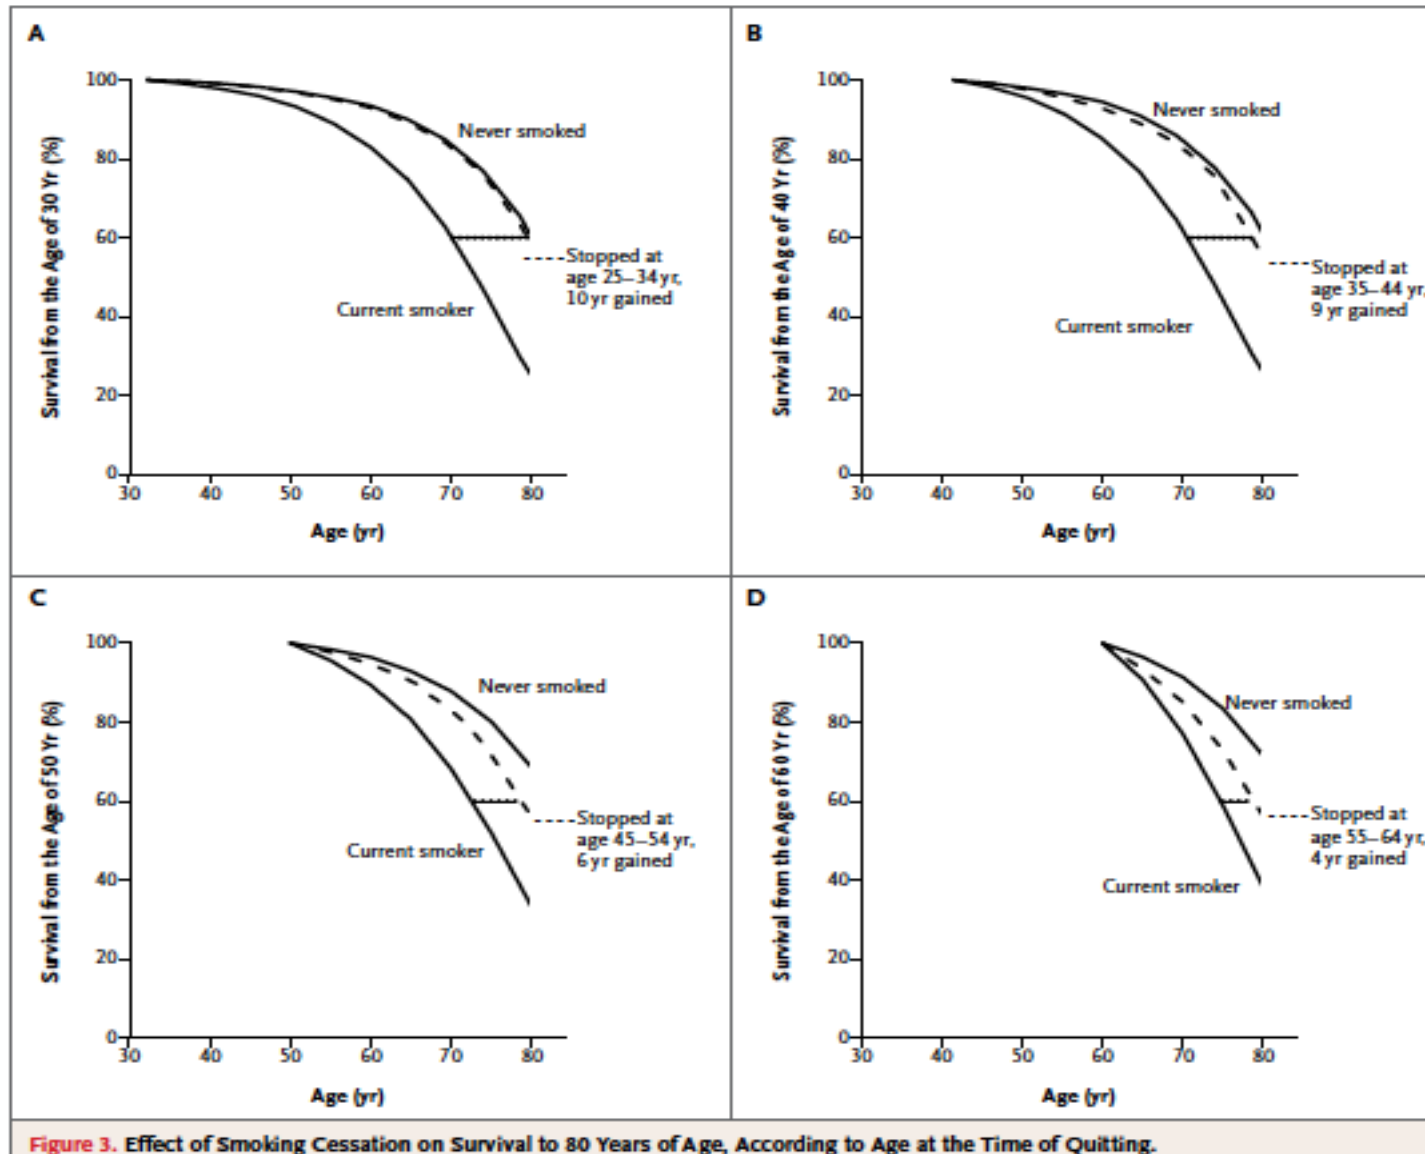 A
Survival from the Age of 30 Yr (%)
100
80
60
40
20
0
Never smoked
Stopped at
age 25–34 yr,
10 yr gained
Current smoker
30 40 50 60 70 80
Age (yr)
B
Survival from the Age of 40 Yr (%)
100
80
60
40
20
0
Never smoked
Stopped at
age 35–44 yr,
9 yr gained
Current smoker
30 40 50 60 70 80
Age (yr)
C
Survival from the Age of 50 Yr (%)
100
80
60
40
20
0
Never smoked
Stopped at
age 45–54 yr,
6 yr gained
Current smoker
30 40 50 60 70 80
Age (yr)
D
Survival from the Age of 60 Yr (%)
100
80
60
40
20
0
Never smoked
Stopped at
age 55–64 yr,
4 yr gained
Current smoker
30 40 50 60 70 80
Age (yr)
Figure 3. Effect of Smoking Cessation on Survival to 80 Years of Age, According to Age at the Time of Quitting.